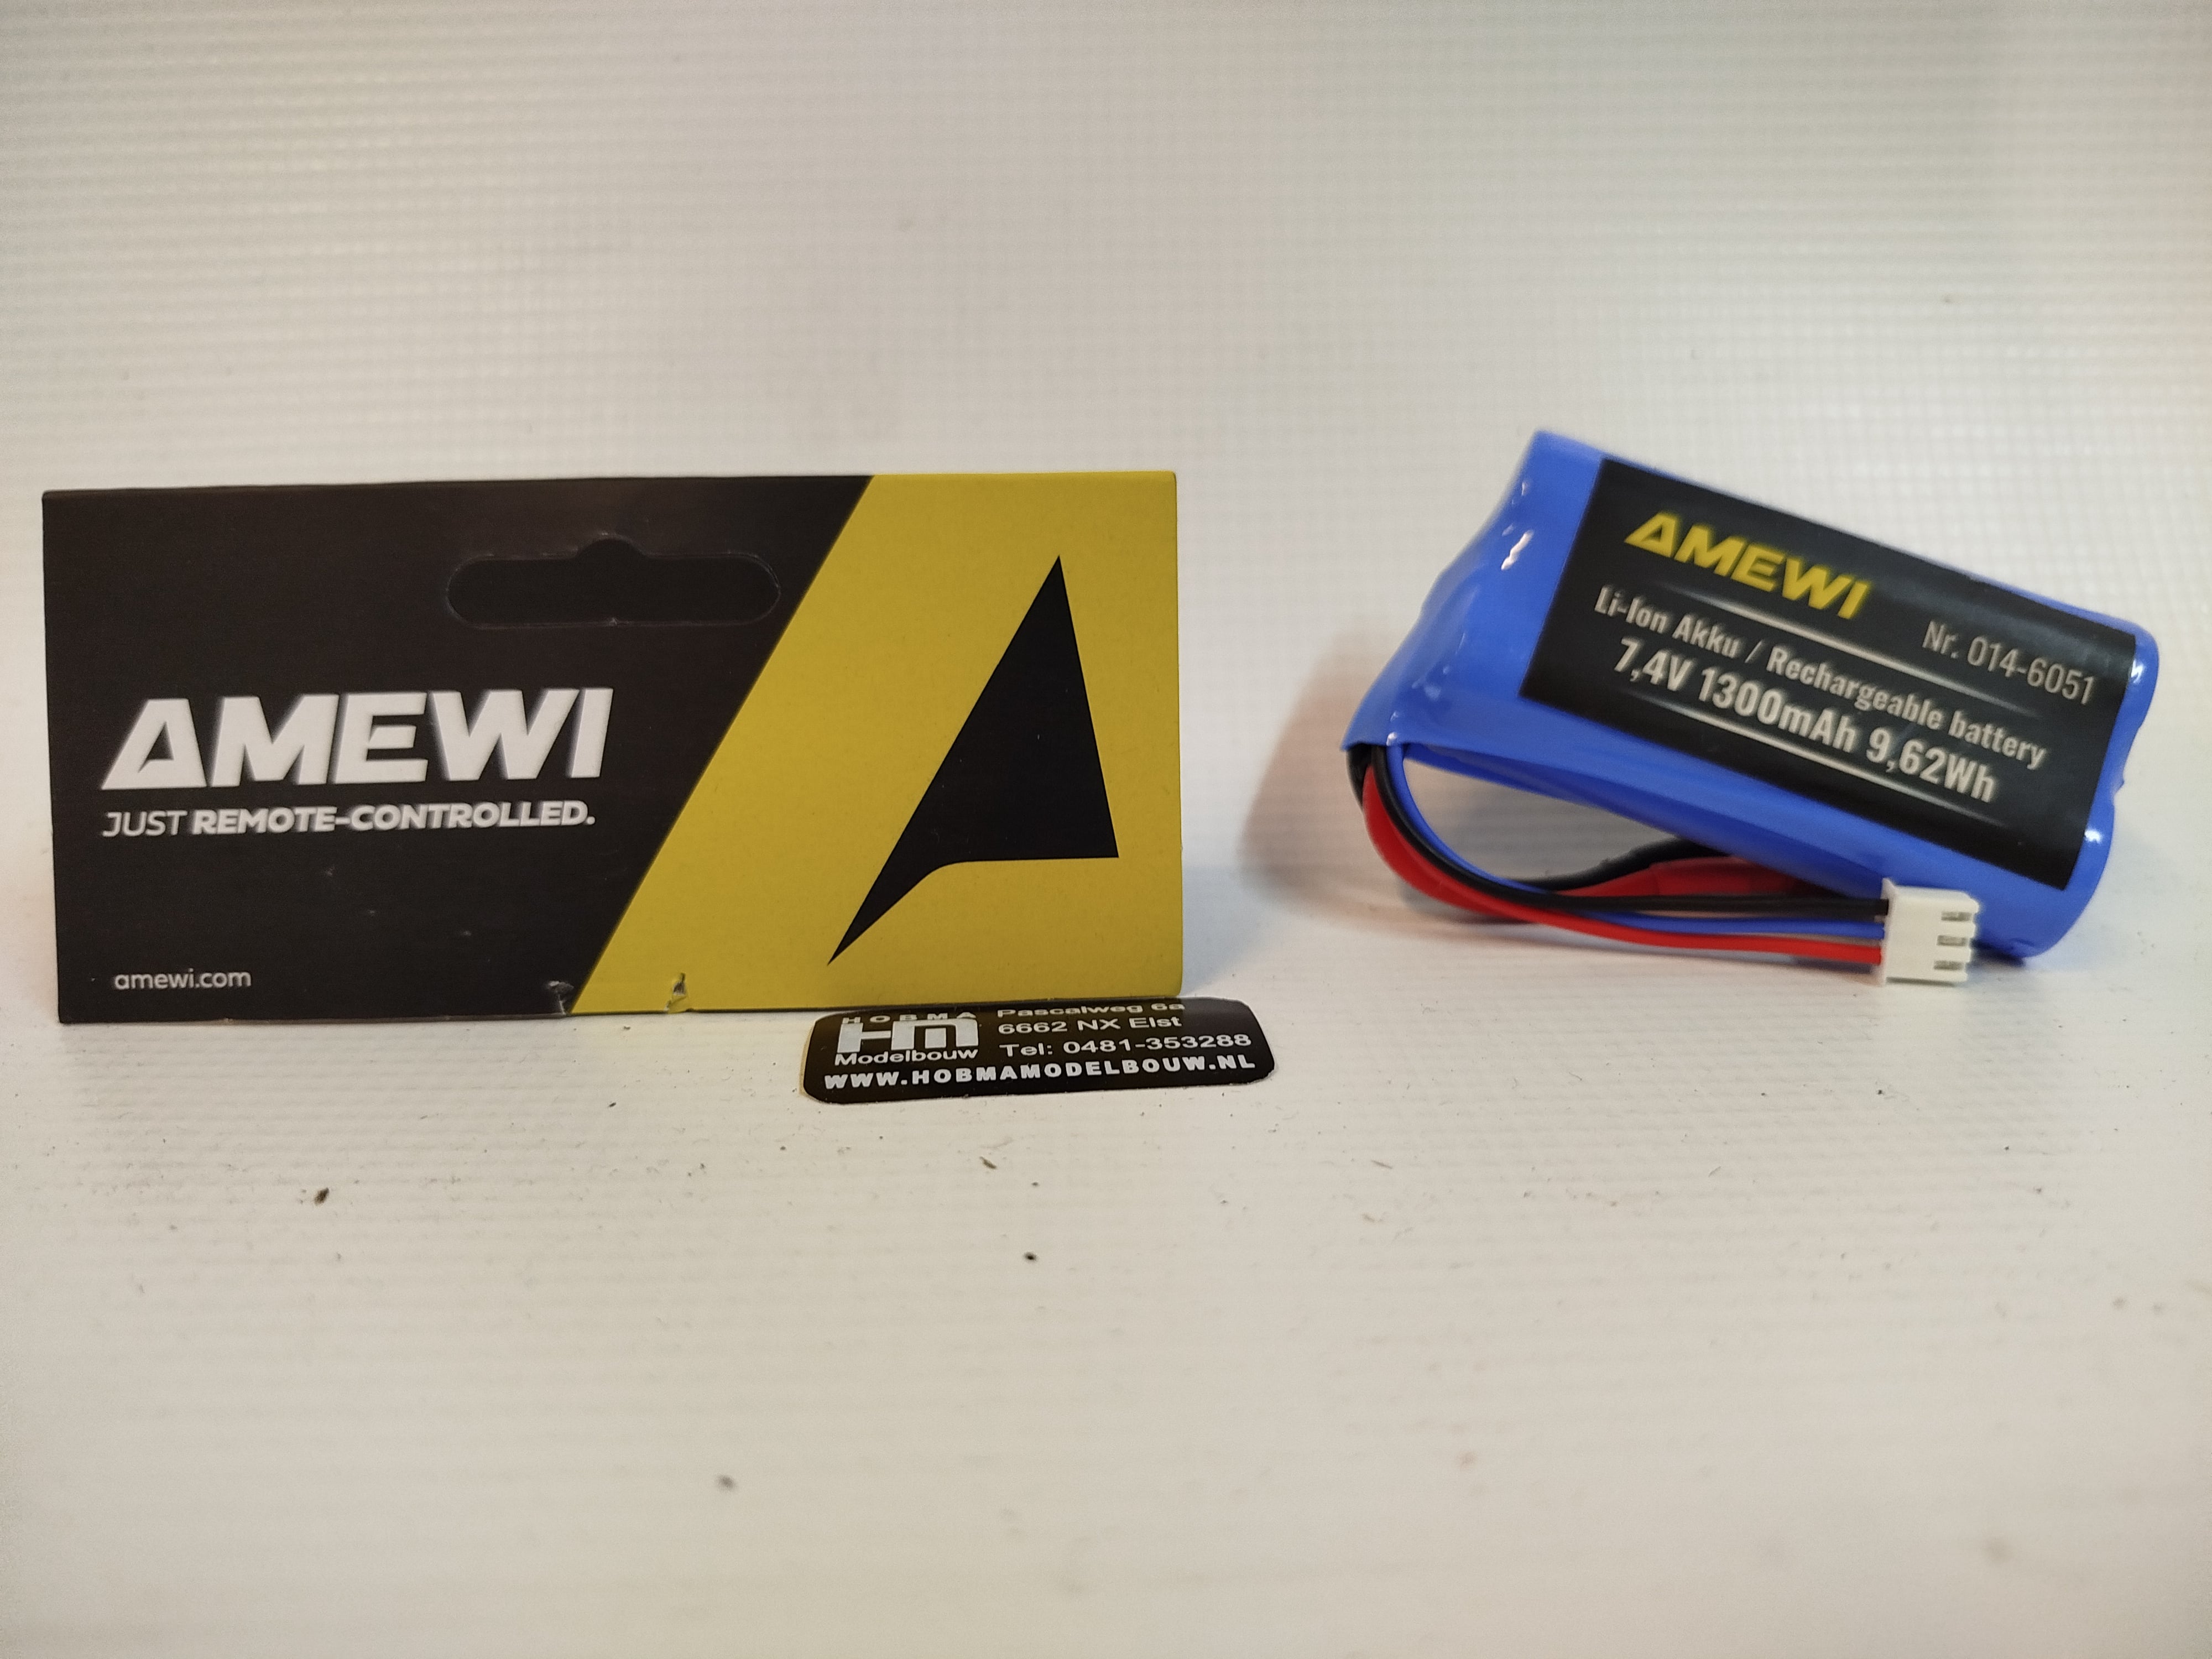 AMEWI
JUST REMOTE-CONTROLLED.
amewi.com
HOBMA
HM
Modelbouw
Pascalweg 6a
6662 NX Elst
Tel: 0481-353288
WWW.HOBMAMODELBOUW.NL
AMEWI
Nr. 014-6051
Li-Ion Akku / Rechargeable battery
7,4V 1300mAh 9,62Wh